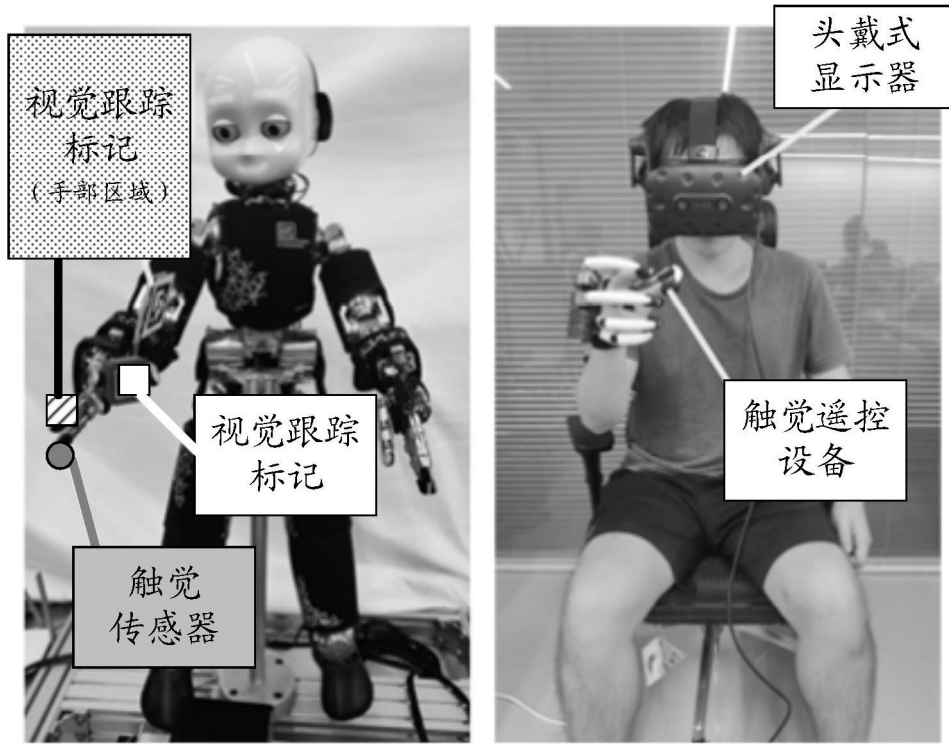 视觉跟踪
标记
（手部区域）
视觉跟踪
标记
触觉
传感器
头戴式
显示器
触觉遥控
设备